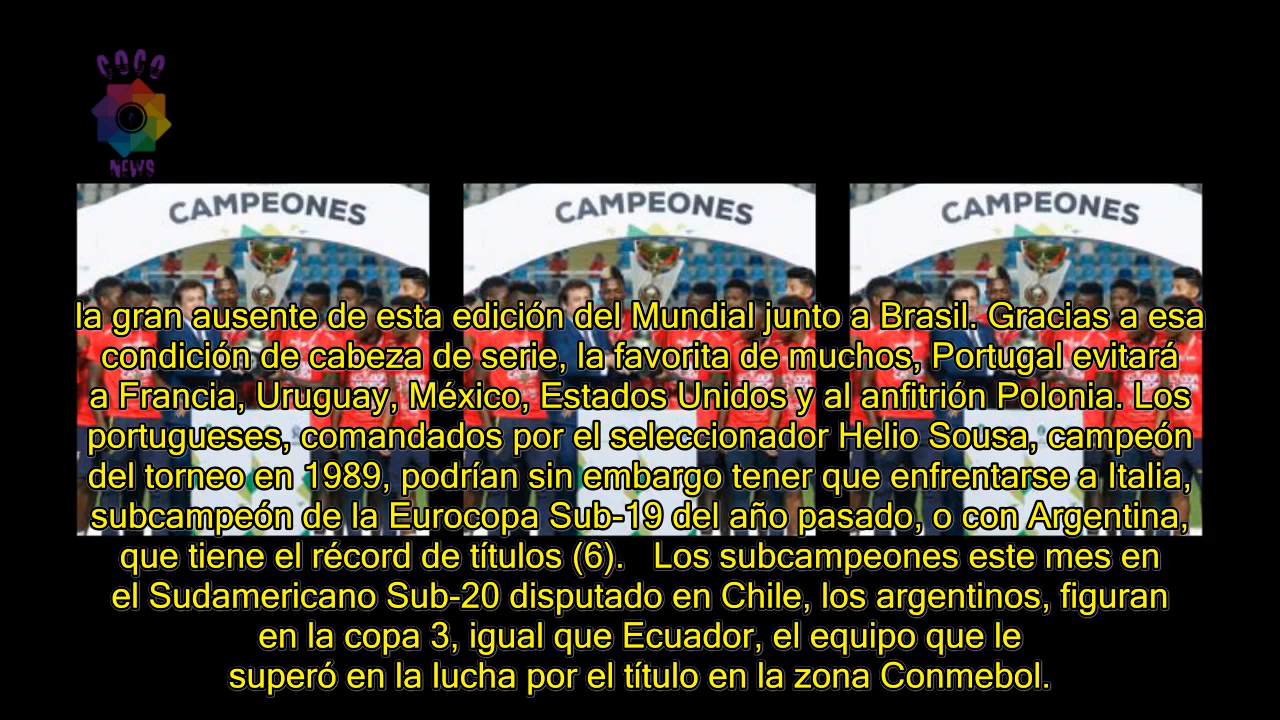 COCO
NEWS
CAMPEONES CAMPEONES CAMPEONES
la gran ausente de esta edición del Mundial junto a Brasil. Gracias a esa
condición de cabeza de serie, la favorita de muchos, Portugal evitará
a Francia, Uruguay, México, Estados Unidos y al anfitrión Polonia. Los
portugueses, comandados por el seleccionador Helio Sousa, campeón
del torneo en 1989, podrían sin embargo tener que enfrentarse a Italia,
subcampeón de la Eurocopa Sub-19 del año pasado, o con Argentina,
que tiene el récord de títulos (6).   Los subcampeones este mes en
el Sudamericano Sub-20 disputado en Chile, los argentinos, figuran
en la copa 3, igual que Ecuador, el equipo que le
superó en la lucha por el título en la zona Conmebol.